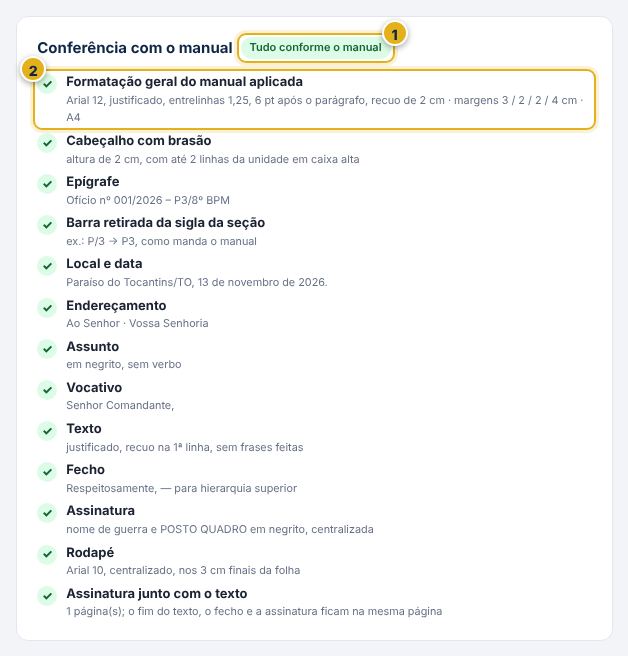 Conferência com o manual Tudo conforme o manual 1
2
Formatação geral do manual aplicada
Arial 12, justificado, entrelinhas 1,25, 6 pt após o parágrafo, recuo de 2 cm · margens 3 / 2 / 2 / 4 cm ·
A4
Cabeçalho com brasão
altura de 2 cm, com até 2 linhas da unidade em caixa alta
Epígrafe
Ofício nº 001/2026 – P3/8º BPM
Barra retirada da sigla da seção
ex.: P/3 → P3, como manda o manual
Local e data
Paraíso do Tocantins/TO, 13 de novembro de 2026.
Endereçamento
Ao Senhor · Vossa Senhoria
Assunto
em negrito, sem verbo
Vocativo
Senhor Comandante,
Texto
justificado, recuo na 1ª linha, sem frases feitas
Fecho
Respeitosamente, — para hierarquia superior
Assinatura
nome de guerra e POSTO QUADRO em negrito, centralizada
Rodapé
Arial 10, centralizado, nos 3 cm finais da folha
Assinatura junto com o texto
1 página(s); o fim do texto, o fecho e a assinatura ficam na mesma página